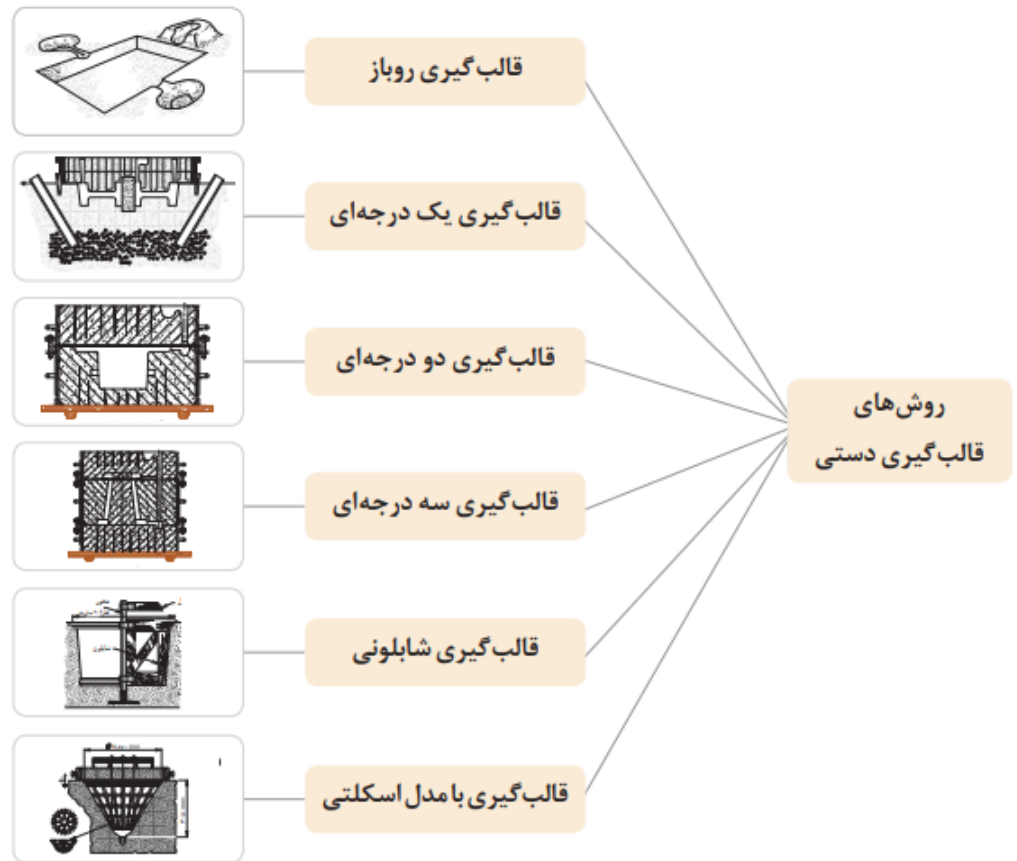 روش‌های
قالب‌گیری دستی
قالب‌گیری روباز
قالب‌گیری یک درجه‌ای
قالب‌گیری دو درجه‌ای
قالب‌گیری سه درجه‌ای
قالب‌گیری شابلونی
قالب‌گیری با مدل اسکلتی